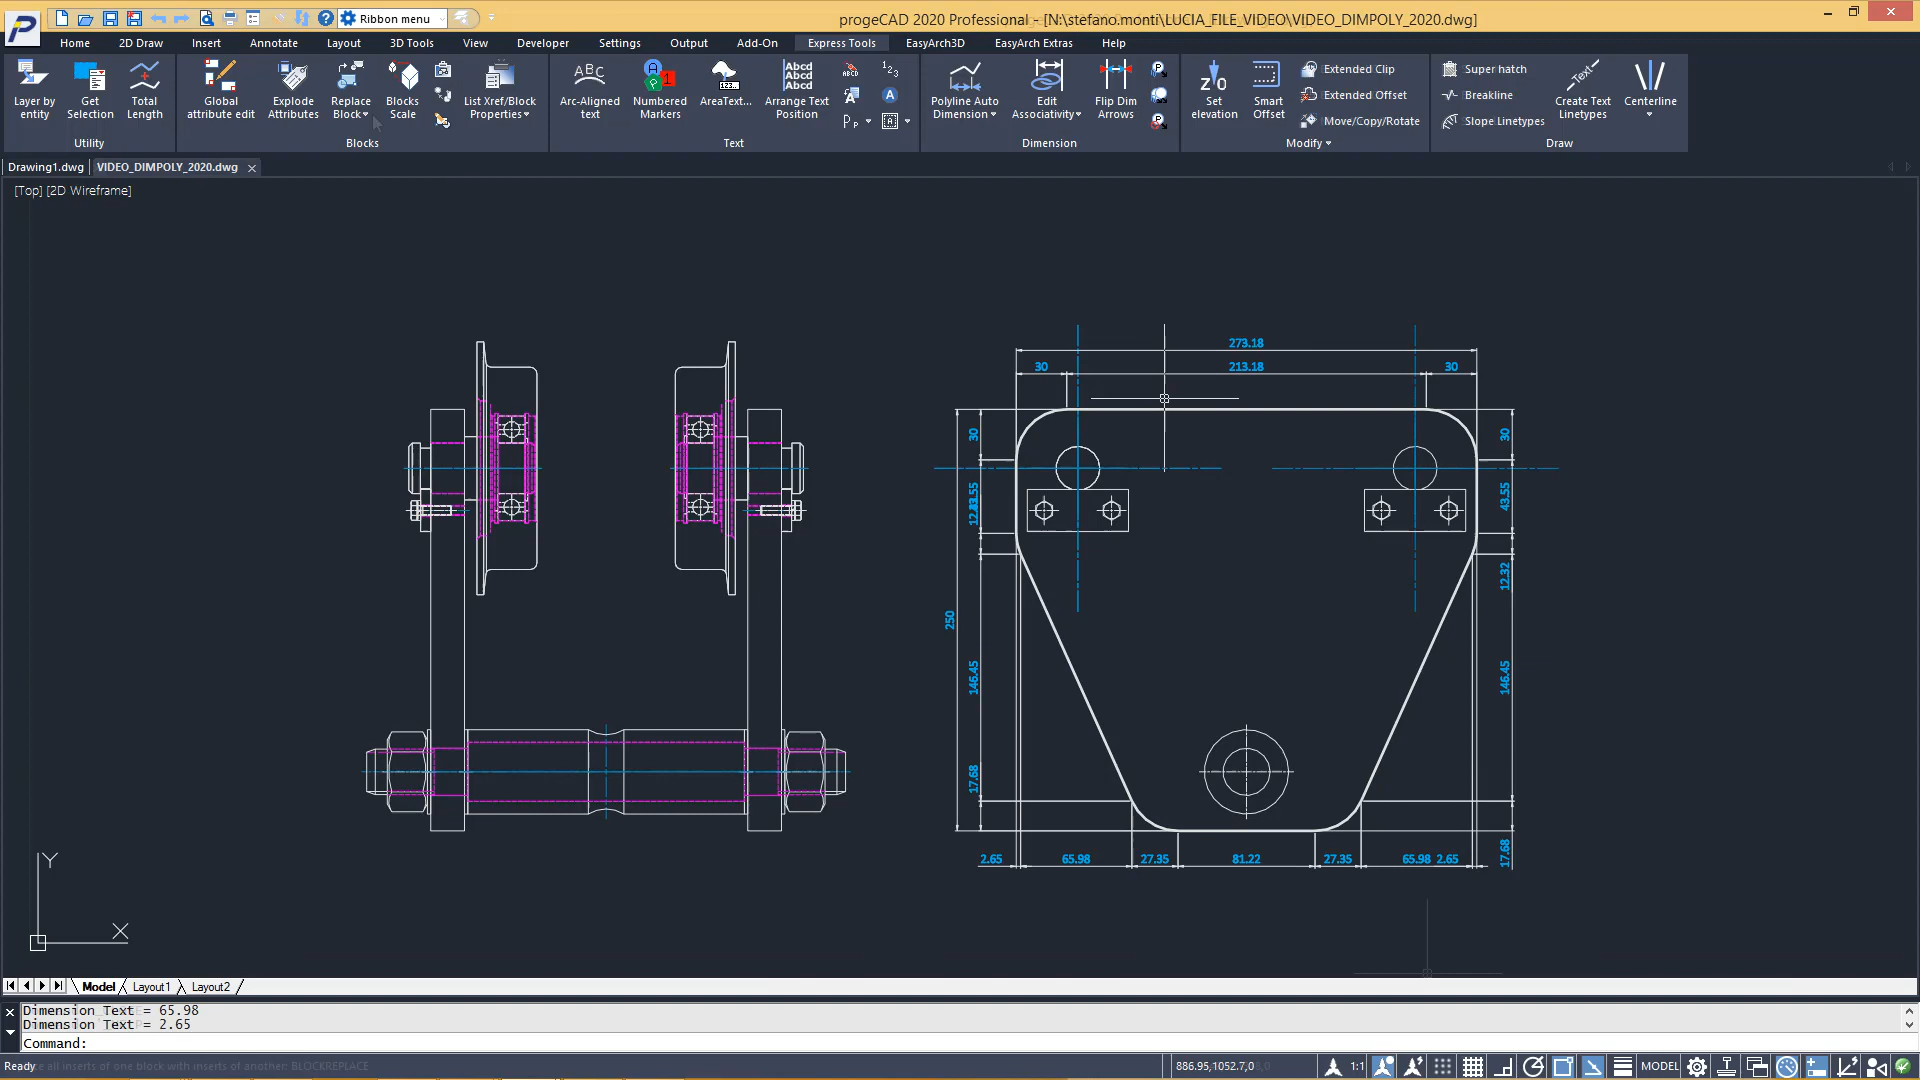 Ribbon menu
progeCAD 2020 Professional - [N:\stefano.monti\LUCIA_FILE_VIDEO\VIDEO_DIMPOLY_2020.dwg]
Home 2D Draw Insert Annotate Layout 3D Tools View Developer Settings Output Add-On Express Tools EasyArch3D EasyArch Extras Help
Layer by entity
Get Selection
Total Length
Utility
Global attribute edit
Explode Attributes
Replace Block
Blocks Scale
List Xref/Block Properties
Blocks
Arc-Aligned text
Numbered Markers
AreaText...
Arrange Text Position
Text
Polyline Auto Dimension
Edit Associativity
Flip Dim Arrows
Dimension
Set elevation
Smart Offset
Extended Clip
Extended Offset
Move/Copy/Rotate
Modify
Super hatch
Breakline
Slope Linetypes
Create Text Linetypes
Centerline
Draw
Drawing1.dwg
VIDEO_DIMPOLY_2020.dwg
[Top] [2D Wireframe]
273.18
30 213.18 30
30 30
43.55
12.32
146.45 146.45
250
17.68
17.68
2.65 65.98 27.35 81.22 27.35 65.98 2.65
Y
X
Model Layout1 Layout2
Dimension Text = 65.98
Dimension Text = 2.65
Command:
Ready
886.95,1052.7,0
1:1
MODEL